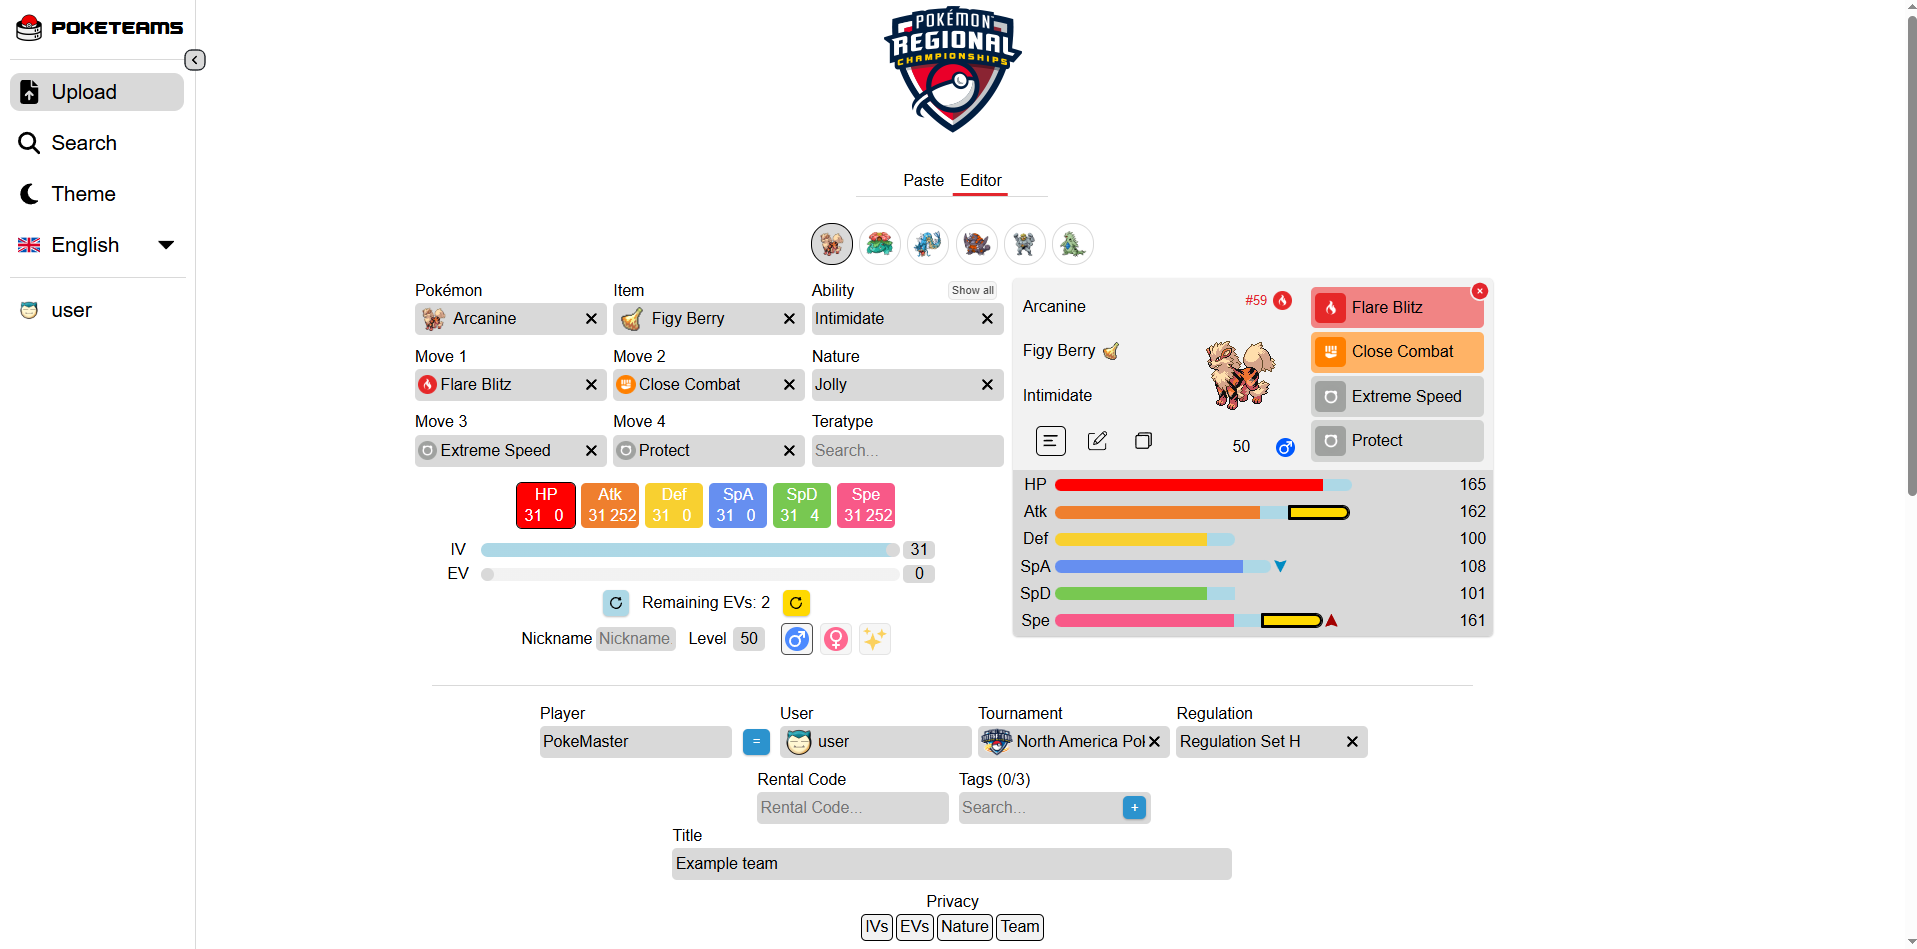 POKETEAMS
Upload
Search
Theme
English
user
POKÉMON
REGIONAL
CHAMPIONSHIPS
Paste Editor
Pokémon Item Ability Show all
Arcanine Figy Berry Intimidate
Move 1 Move 2 Nature
Flare Blitz Close Combat Jolly
Move 3 Move 4 Teratype
Extreme Speed Protect Search...
HP Atk Def SpA SpD Spe
31 0 31 252 31 0 31 0 31 4 31 252
IV 31
EV 0
Remaining EVs: 2
Nickname Nickname Level 50
Arcanine #59
Figy Berry
Intimidate
50
Flare Blitz
Close Combat
Extreme Speed
Protect
HP 165
Atk 162
Def 100
SpA 108
SpD 101
Spe 161
Player User Tournament Regulation
PokeMaster = user North America Pok Regulation Set H
Rental Code Tags (0/3)
Rental Code... Search... +
Title
Example team
Privacy
IVs EVs Nature Team